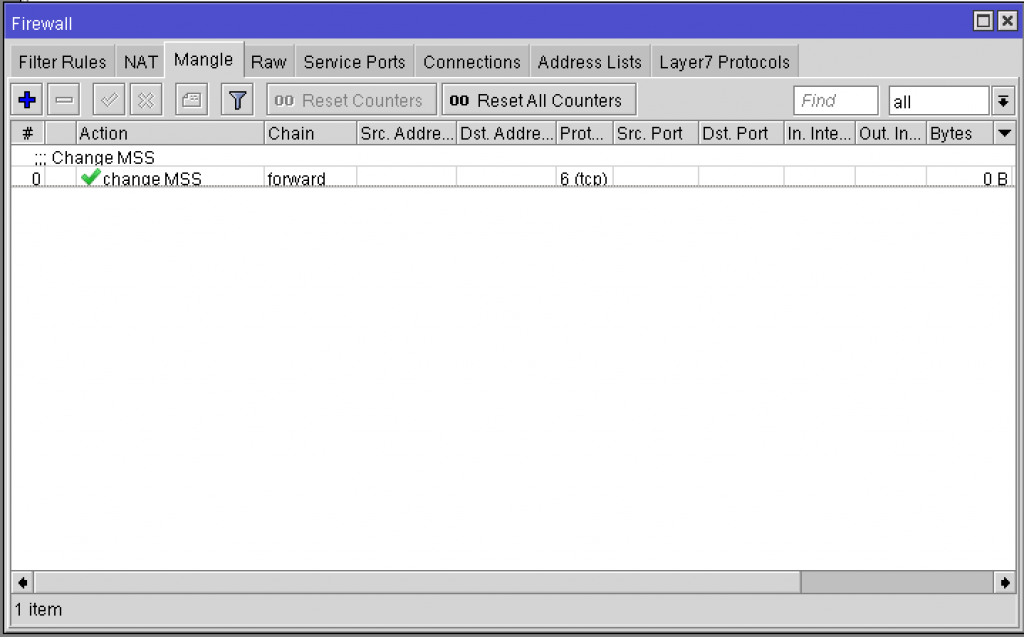 Firewall
Filter Rules NAT Mangle Raw Service Ports Connections Address Lists Layer7 Protocols
00 Reset Counters 00 Reset All Counters Find all
# Action Chain Src. Addre... Dst. Addre... Prot... Src. Port Dst. Port In. Inte... Out. In... Bytes
;;; Change MSS
0 change MSS forward 6 (tcp) 0 B
1 item